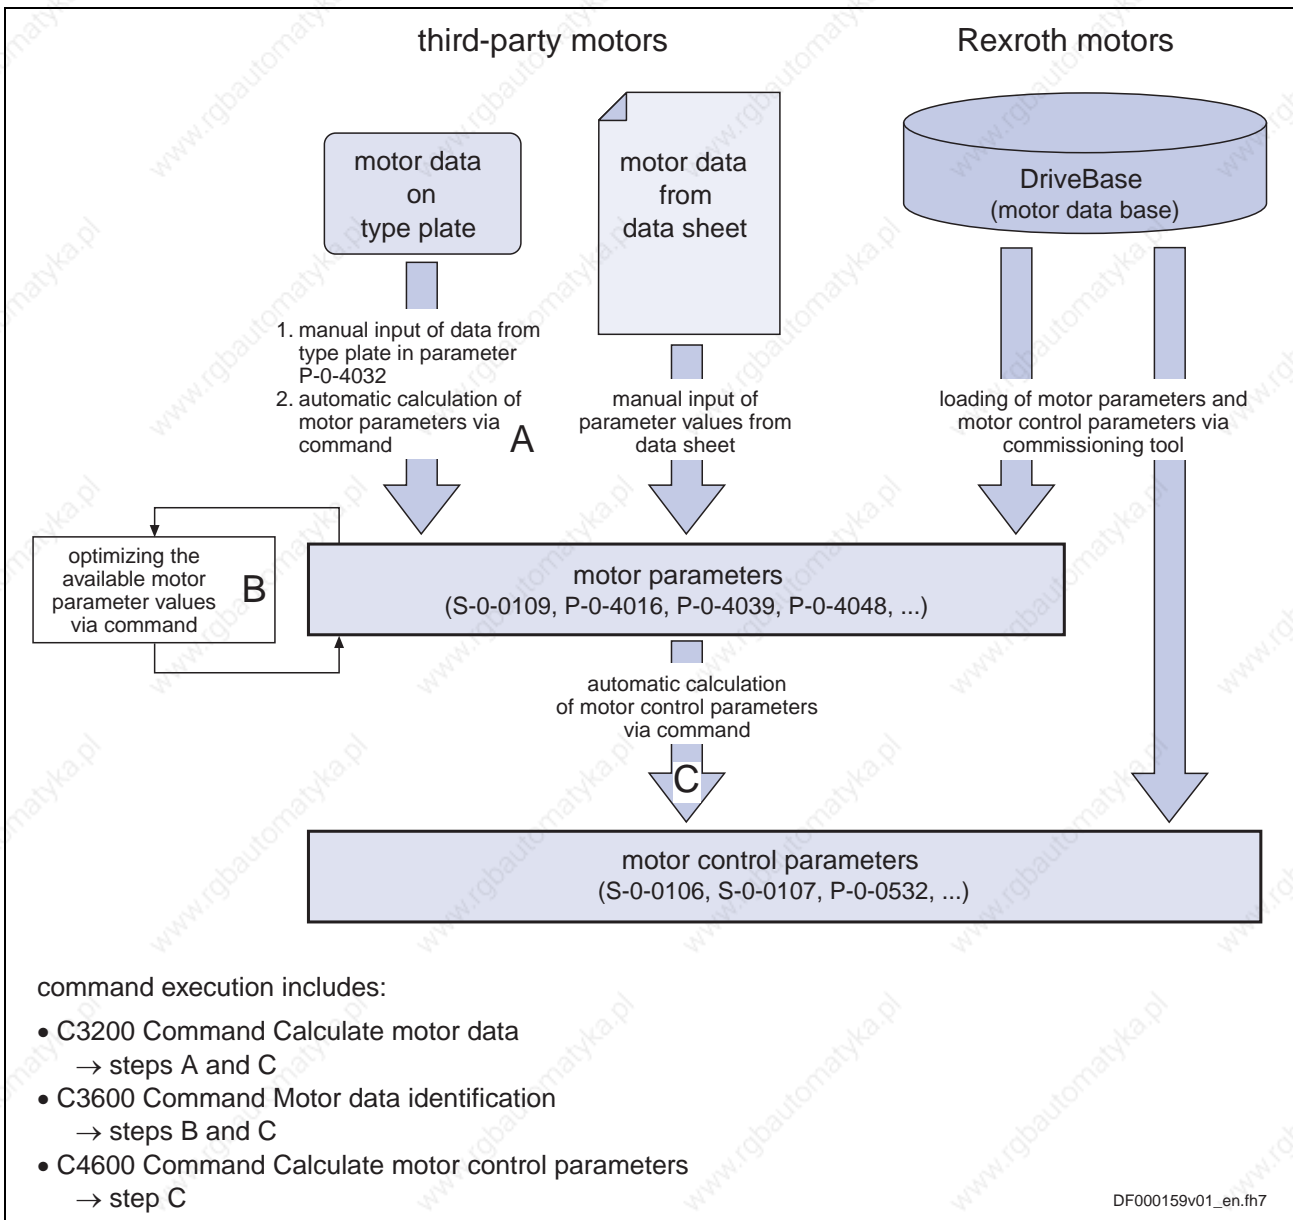 third-party motors
Rexroth motors
motor data
on
type plate
motor data
from
data sheet
DriveBase
(motor data base)
1. manual input of data from
type plate in parameter
P-0-4032
2. automatic calculation of
motor parameters via
command
A
manual input of
parameter values from
data sheet
loading of motor parameters and
motor control parameters via
commissioning tool
optimizing the
available motor
parameter values
via command
B
motor parameters
(S-0-0109, P-0-4016, P-0-4039, P-0-4048, ...)
automatic calculation
of motor control parameters
via command
C
motor control parameters
(S-0-0106, S-0-0107, P-0-0532, ...)
command execution includes:
• C3200 Command Calculate motor data
→ steps A and C
• C3600 Command Motor data identification
→ steps B and C
• C4600 Command Calculate motor control parameters
→ step C
DF000159v01_en.fh7
www.rgbautomatyka.pl